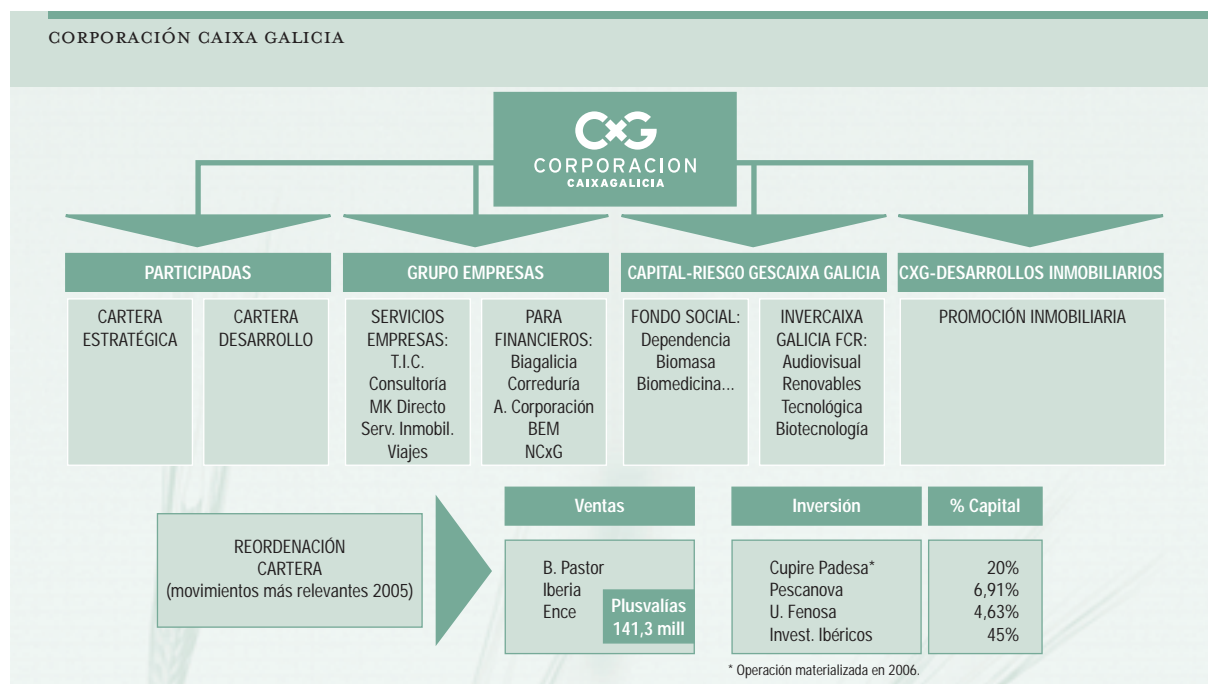 CORPORACIÓN CAIXA GALICIA
CxG
CORPORACION
CAIXAGALICIA
PARTICIPADAS
CARTERA
ESTRATÉGICA
CARTERA
DESARROLLO
GRUPO EMPRESAS
SERVICIOS
EMPRESAS:
T.I.C.
Consultoría
MK Directo
Serv. Inmobil.
Viajes
PARA
FINANCIEROS:
Biagalicia
Correduría
A. Corporación
BEM
NCxG
CAPITAL-RIESGO GESCAIXA GALICIA
FONDO SOCIAL:
Dependencia
Biomasa
Biomedicina...
INVERCAIXA
GALICIA FCR:
Audiovisual
Renovables
Tecnológica
Biotecnología
CXG-DESARROLLOS INMOBILIARIOS
PROMOCIÓN INMOBILIARIA
REORDENACIÓN
CARTERA
(movimientos más relevantes 2005)
Ventas
B. Pastor
Iberia
Ence
Plusvalías
141,3 mill
Inversión % Capital
Cupire Padesa* 20%
Pescanova 6,91%
U. Fenosa 4,63%
Invest. Ibéricos 45%
* Operación materializada en 2006.